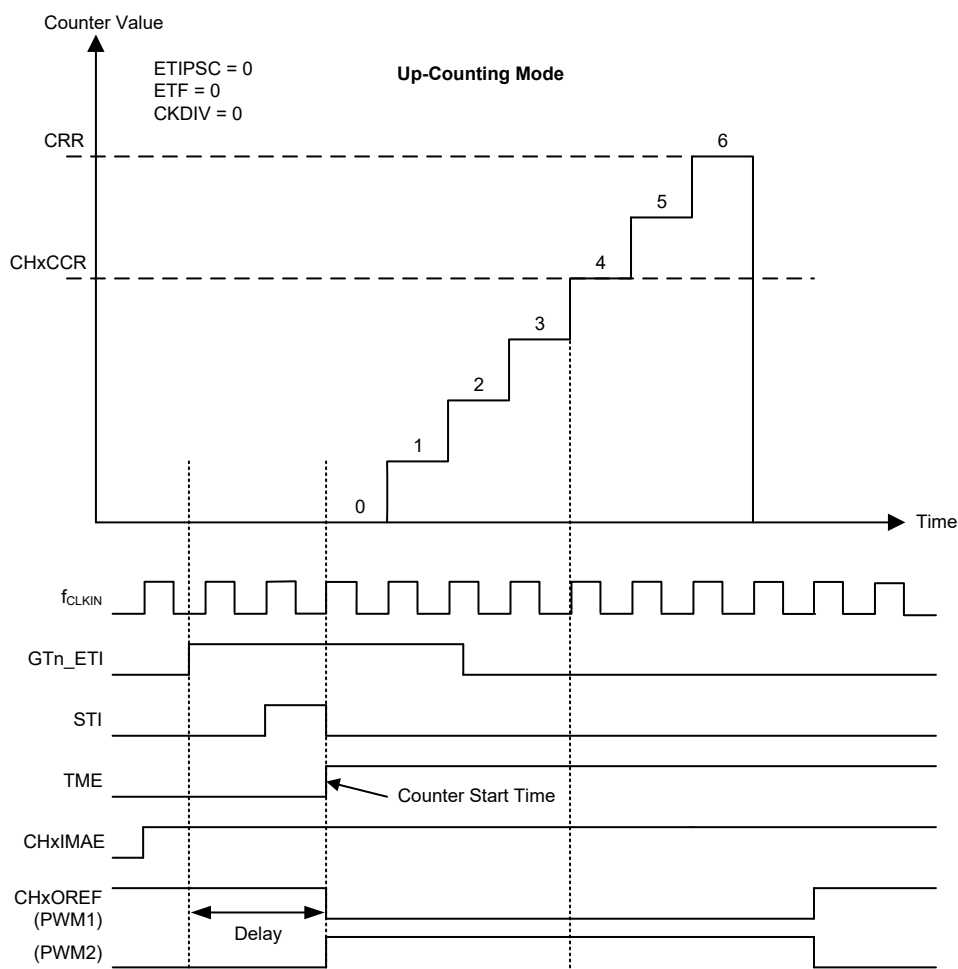 Counter Value
ETIPSC = 0
ETF = 0
CKDIV = 0
Up-Counting Mode
CRR
6
5
CHxCCR
4
3
2
1
0
Time
fCLKIN
GTn_ETI
STI
TME
Counter Start Time
CHxIMAE
CHxOREF
(PWM1)
Delay
(PWM2)